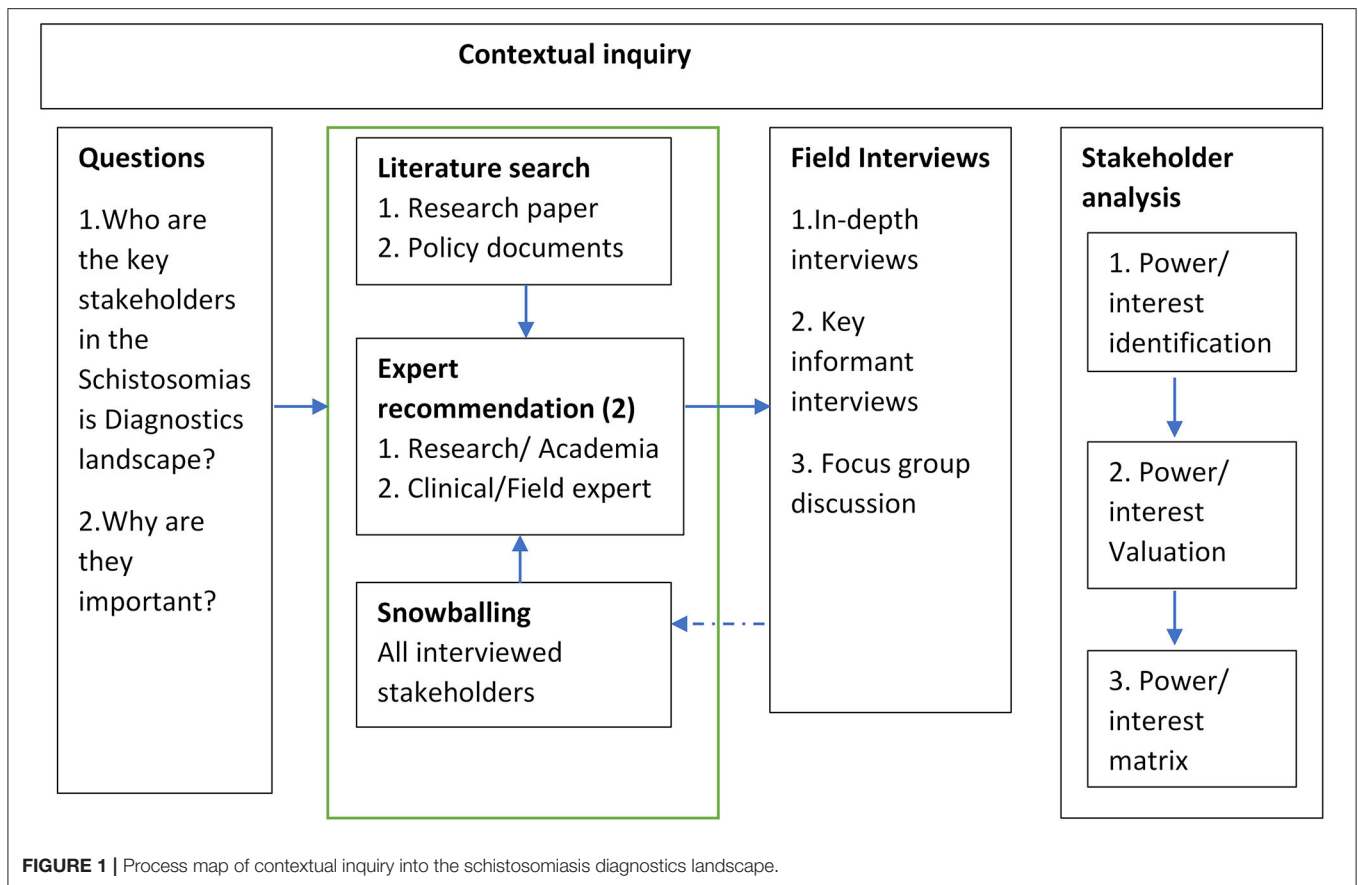 Contextual inquiry
Questions
1.Who are
the key
stakeholders
in the
Schistosomias
is Diagnostics
landscape?
2.Why are
they
important?
Literature search
1. Research paper
2. Policy documents
Expert
recommendation (2)
1. Research/ Academia
2. Clinical/Field expert
Snowballing
All interviewed
stakeholders
Field Interviews
1.In-depth
interviews
2. Key
informant
interviews
3. Focus group
discussion
Stakeholder
analysis
1. Power/
interest
identification
2. Power/
interest
Valuation
3. Power/
interest
matrix
FIGURE 1 | Process map of contextual inquiry into the schistosomiasis diagnostics landscape.